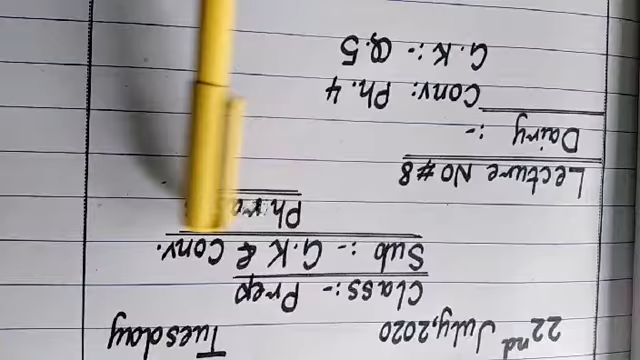 22nd July,2020 Tuesday
Class:- Prep
Sub:- G.K & Conv.
Lecture No#8
Dairy :-
Conv: Ph.4
G.K:- Q.5